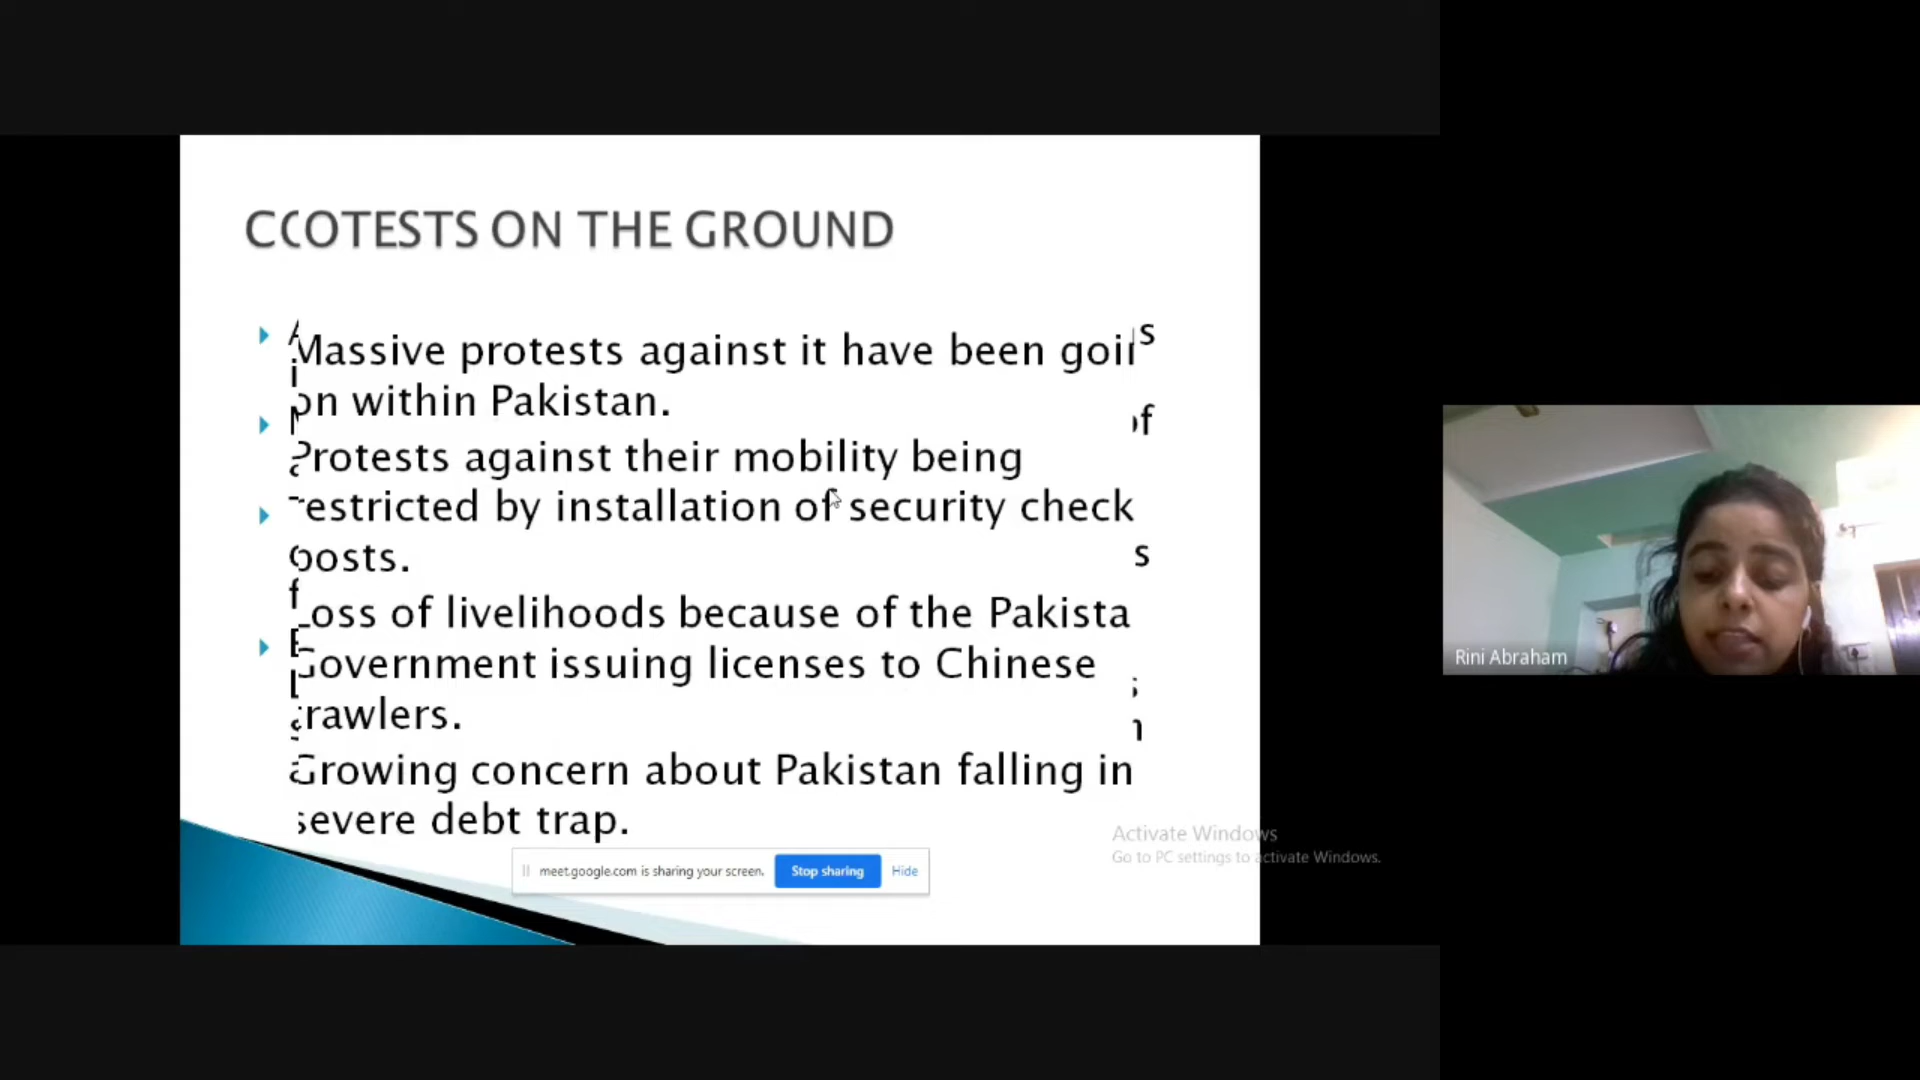 C(OTESTS ON THE GROUND
Massive protests against it have been goi
on within Pakistan.
Protests against their mobility being
restricted by installation of security check
posts.
Loss of livelihoods because of the Pakista
Government issuing licenses to Chinese
trawlers.
Growing concern about Pakistan falling in
severe debt trap.
meet.google.com is sharing your screen.
Stop sharing
Hide
Activate Windows
Go to PC settings to activate Windows.
Rini Abraham